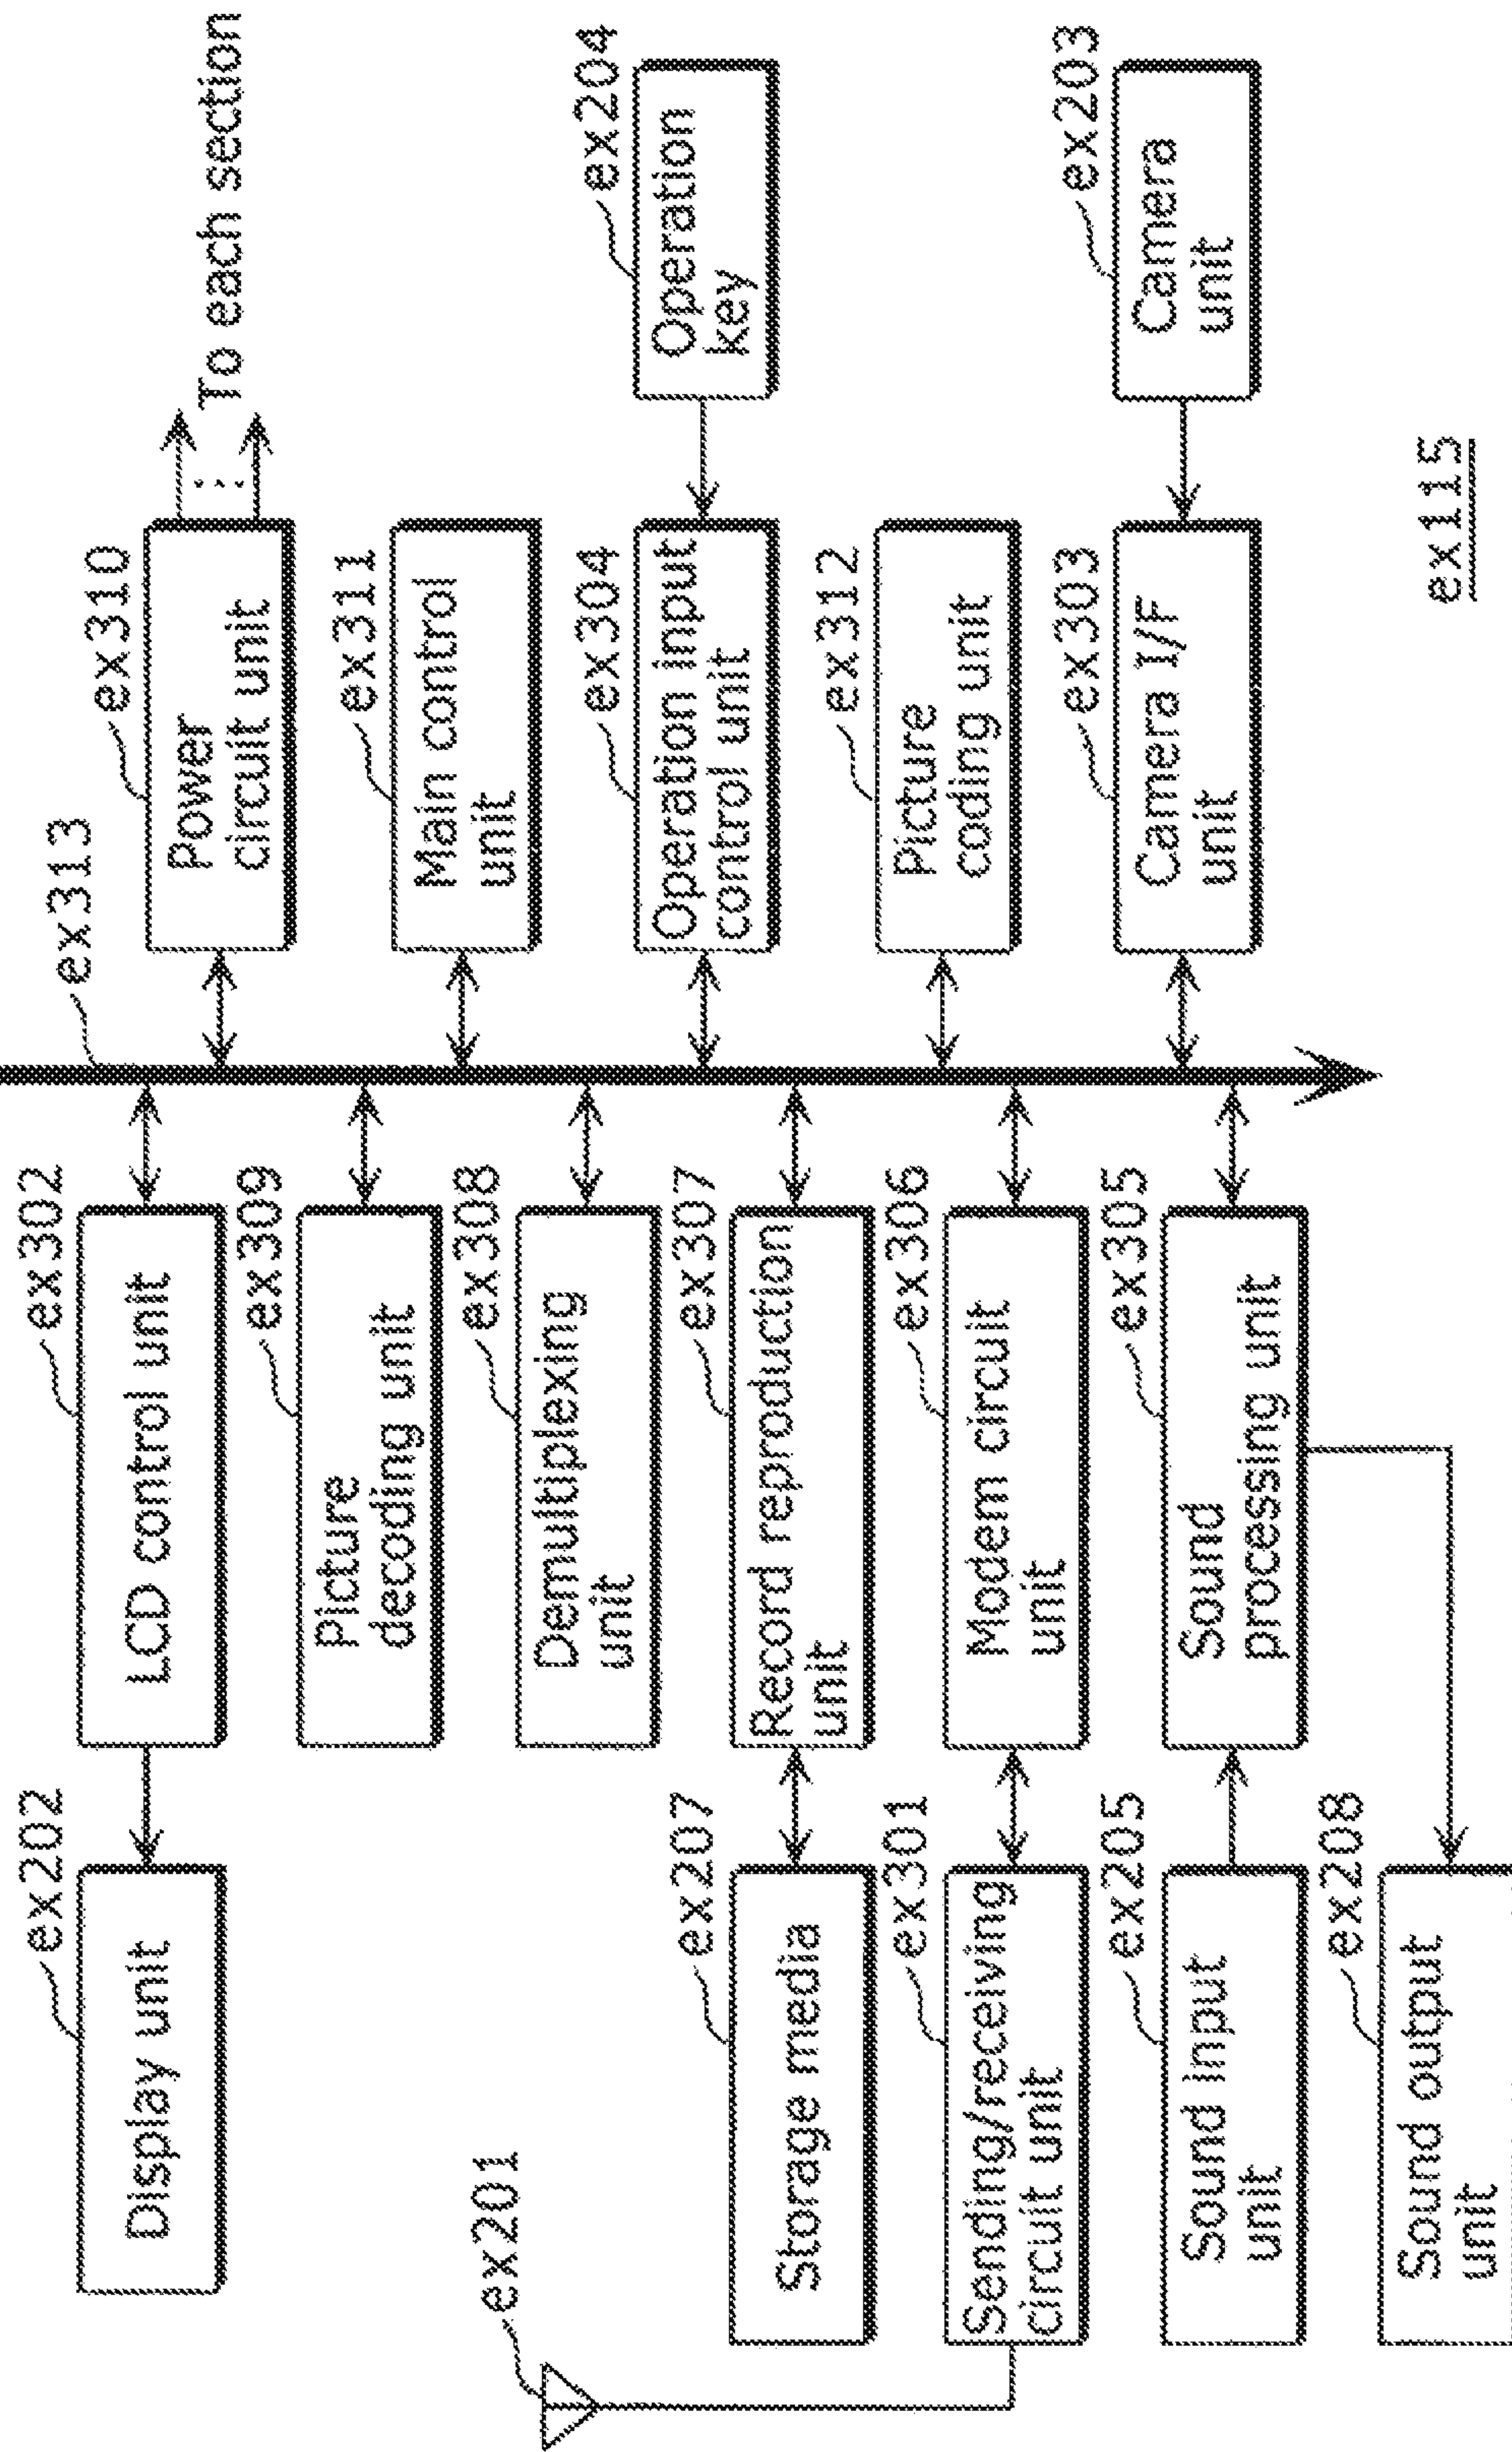 ex313
ex202
Display unit
ex302
LCD control unit
ex310
Power
circuit unit
To each section
ex309
Picture
decoding unit
ex311
Main control
unit
ex201
ex308
Demultiplexing
unit
ex304
Operation input
control unit
ex204
Operation
key
ex207
Storage media
ex307
Record reproduction
unit
ex312
Picture
coding unit
ex301
Sending/receiving
circuit unit
ex306
Modem circuit
unit
ex303
Camera I/F
unit
ex203
Camera
unit
ex205
Sound input
unit
ex305
Sound
processing unit
ex208
Sound output
unit
ex115